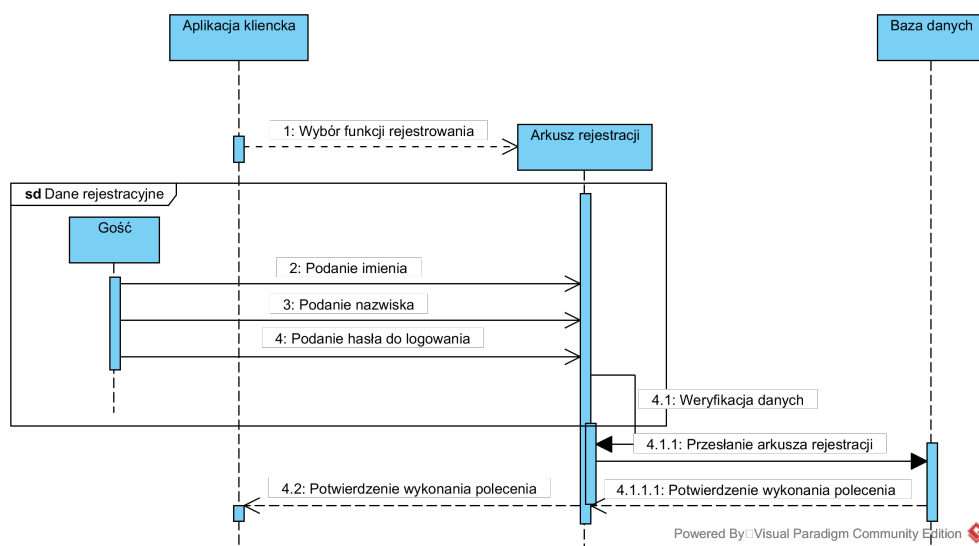 Aplikacja kliencka
Baza danych
1: Wybór funkcji rejestrowania
Arkusz rejestracji
sd Dane rejestracyjne
Gość
2: Podanie imienia
3: Podanie nazwiska
4: Podanie hasła do logowania
4.1: Weryfikacja danych
4.1.1: Przesłanie arkusza rejestracji
4.2: Potwierdzenie wykonania polecenia
4.1.1.1: Potwierdzenie wykonania polecenia
Powered By□Visual Paradigm Community Edition